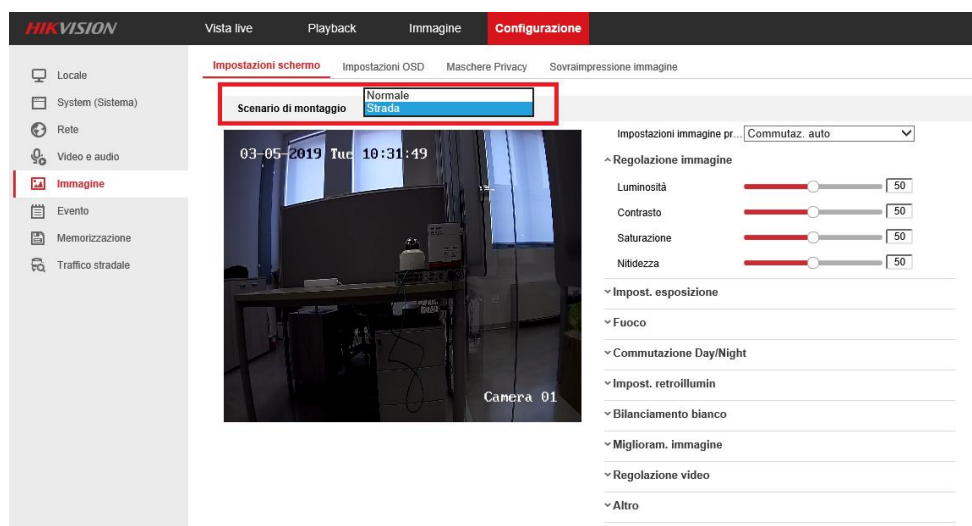 HIKVISION
Vista live Playback Immagine Configurazione
Locale
System (Sistema)
Rete
Video e audio
Immagine
Evento
Memorizzazione
Traffico stradale
Impostazioni schermo Impostazioni OSD Maschere Privacy Sovraimpressione immagine
Scenario di montaggio
Normale
Strada
03-05-2019 Tue 10:31:49
Camera 01
Impostazioni immagine pr... Commutaz. auto
Regolazione immagine
Luminosità 50
Contrasto 50
Saturazione 50
Nitidezza 50
Impost. esposizione
Fuoco
Commutazione Day/Night
Impost. retroillumin
Bilanciamento bianco
Miglioram. immagine
Regolazione video
Altro